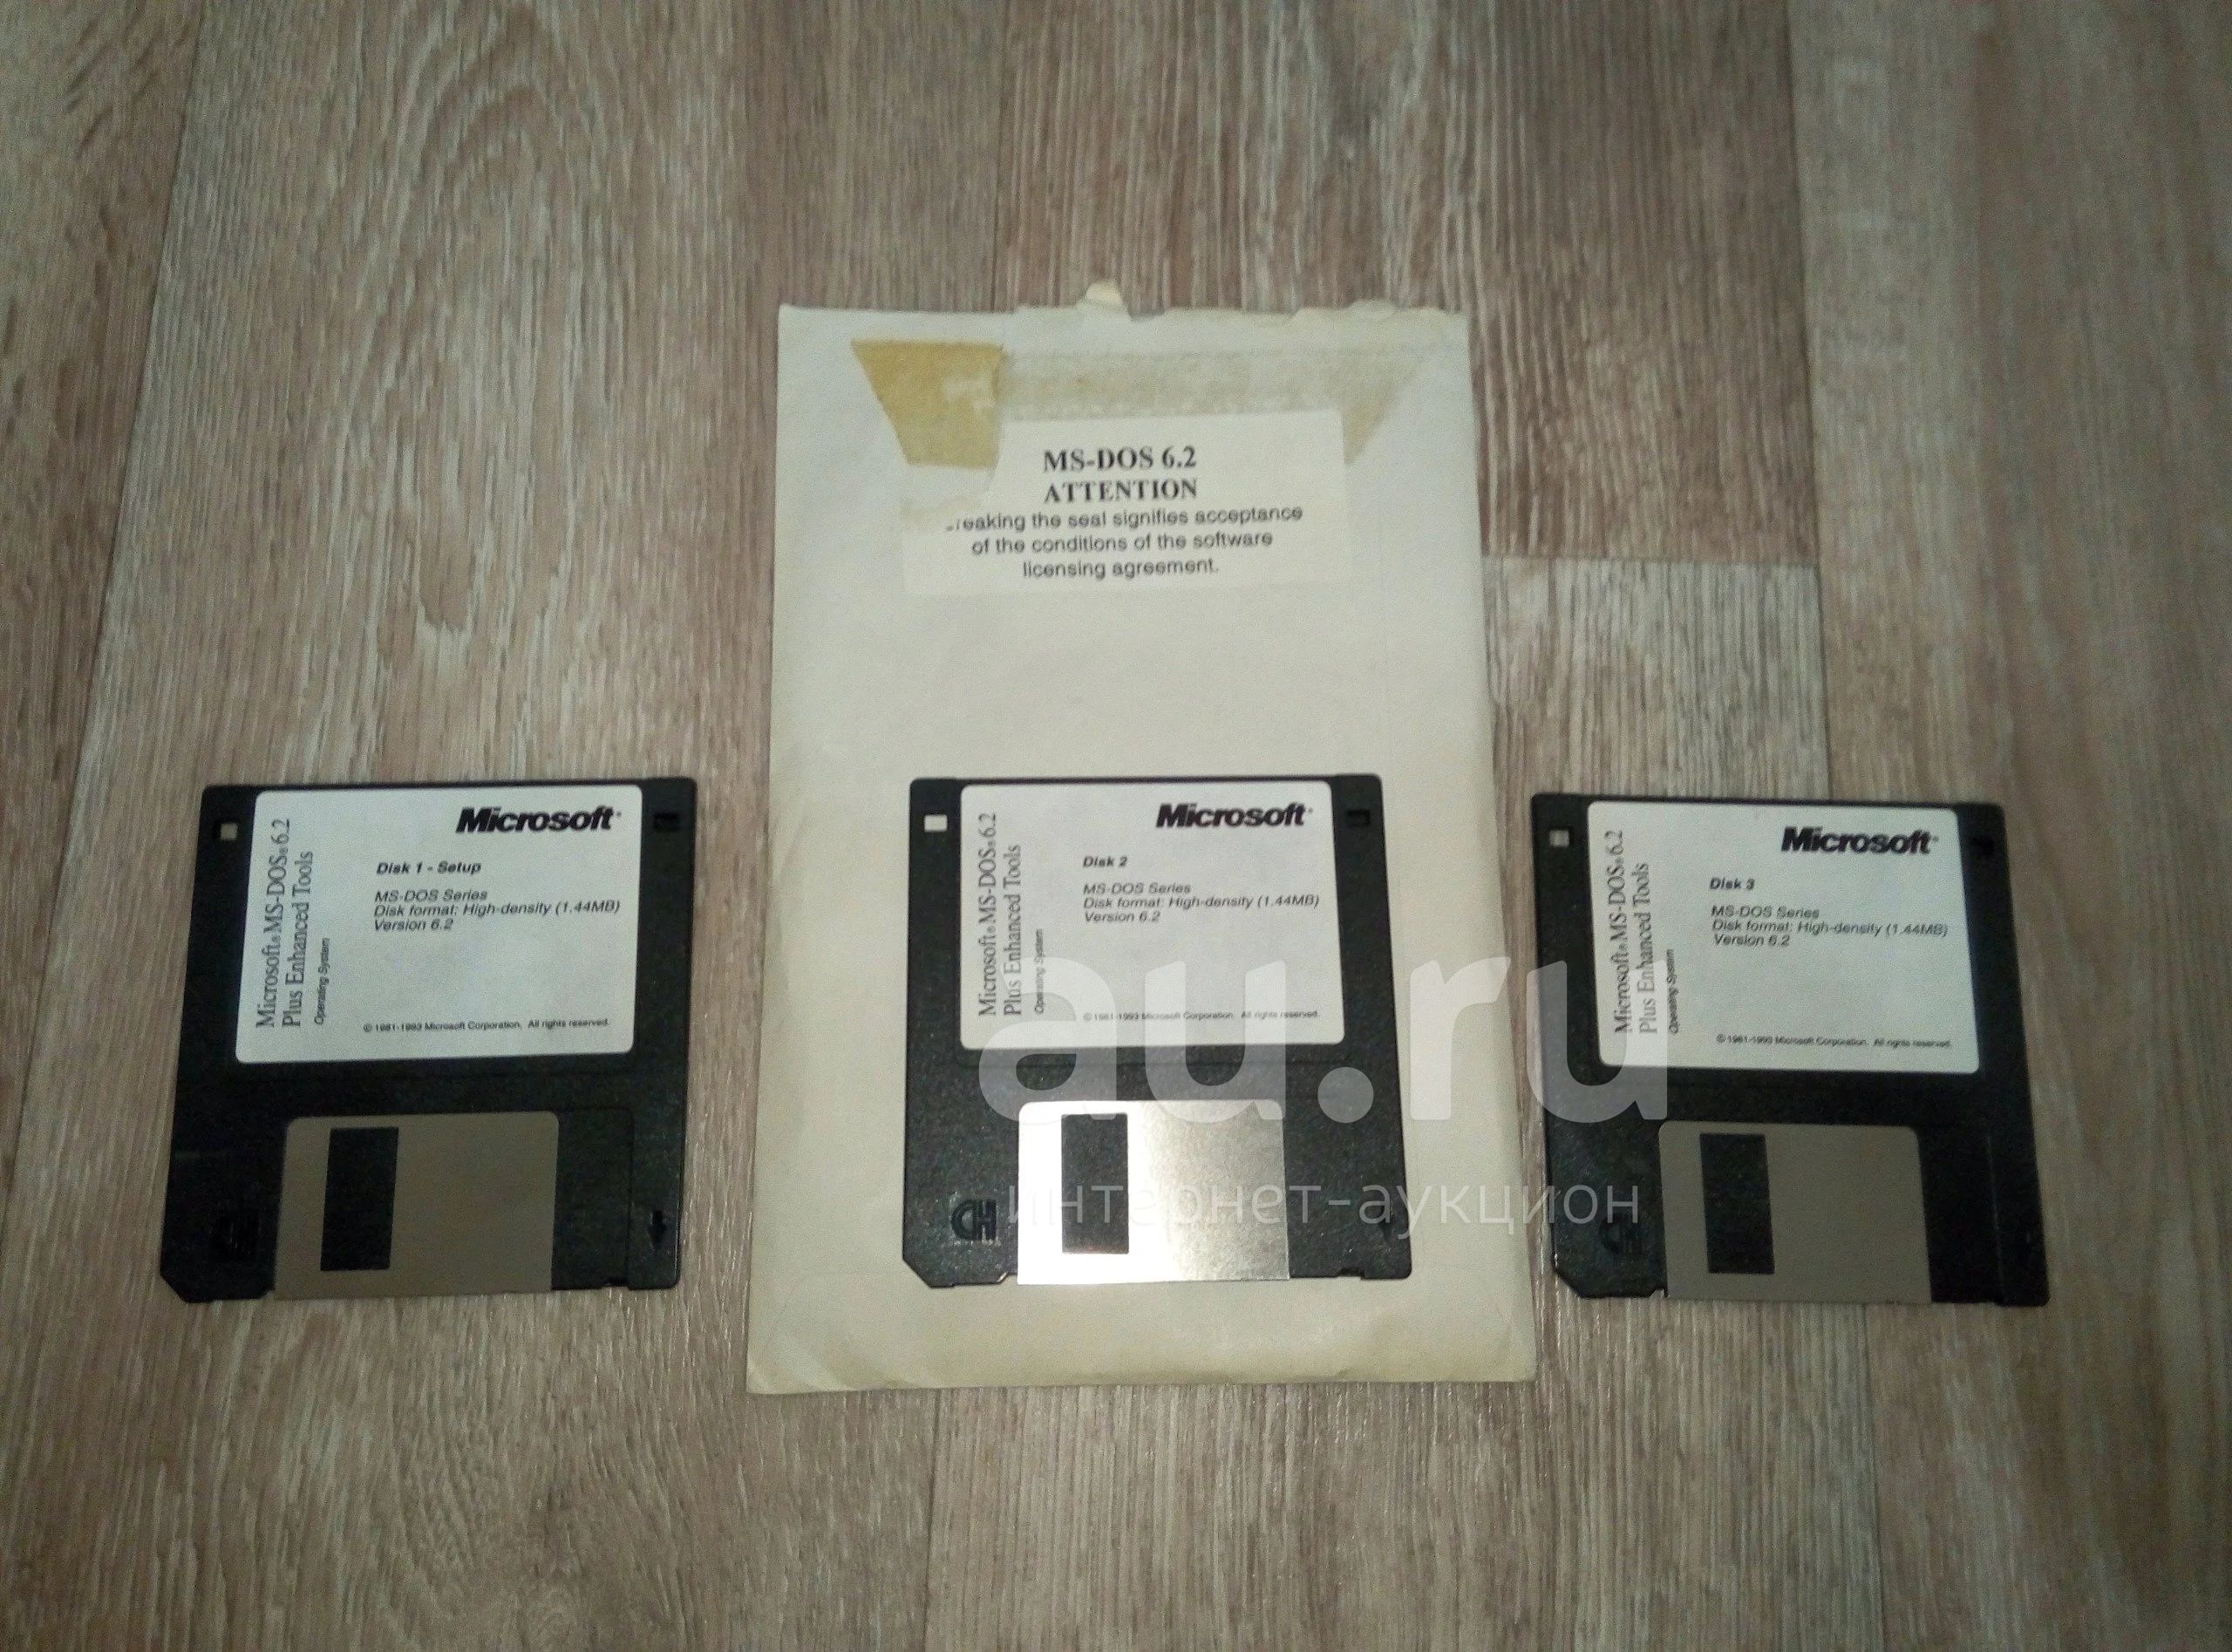 MS-DOS 6.2
ATTENTION
reaking the seal signifies acceptance
of the conditions of the software
licensing agreement.
Microsoft® MS-DOS® 6.2
Plus Enhanced Tools
Operating System
Microsoft®
Disk 1 - Setup
MS-DOS Series
Disk format: High-density (1.44MB)
Version 6.2
© 1981-1993 Microsoft Corporation. All rights reserved.
Microsoft® MS-DOS® 6.2
Plus Enhanced Tools
Operating System
Microsoft®
Disk 2
MS-DOS Series
Disk format: High-density (1.44MB)
Version 6.2
© 1981-1993 Microsoft Corporation. All rights reserved.
HD
Microsoft® MS-DOS® 6.2
Plus Enhanced Tools
Operating System
Microsoft®
Disk 3
MS-DOS Series
Disk format: High-density (1.44MB)
Version 6.2
© 1981-1993 Microsoft Corporation. All rights reserved.
au.ru
интернет-аукцион